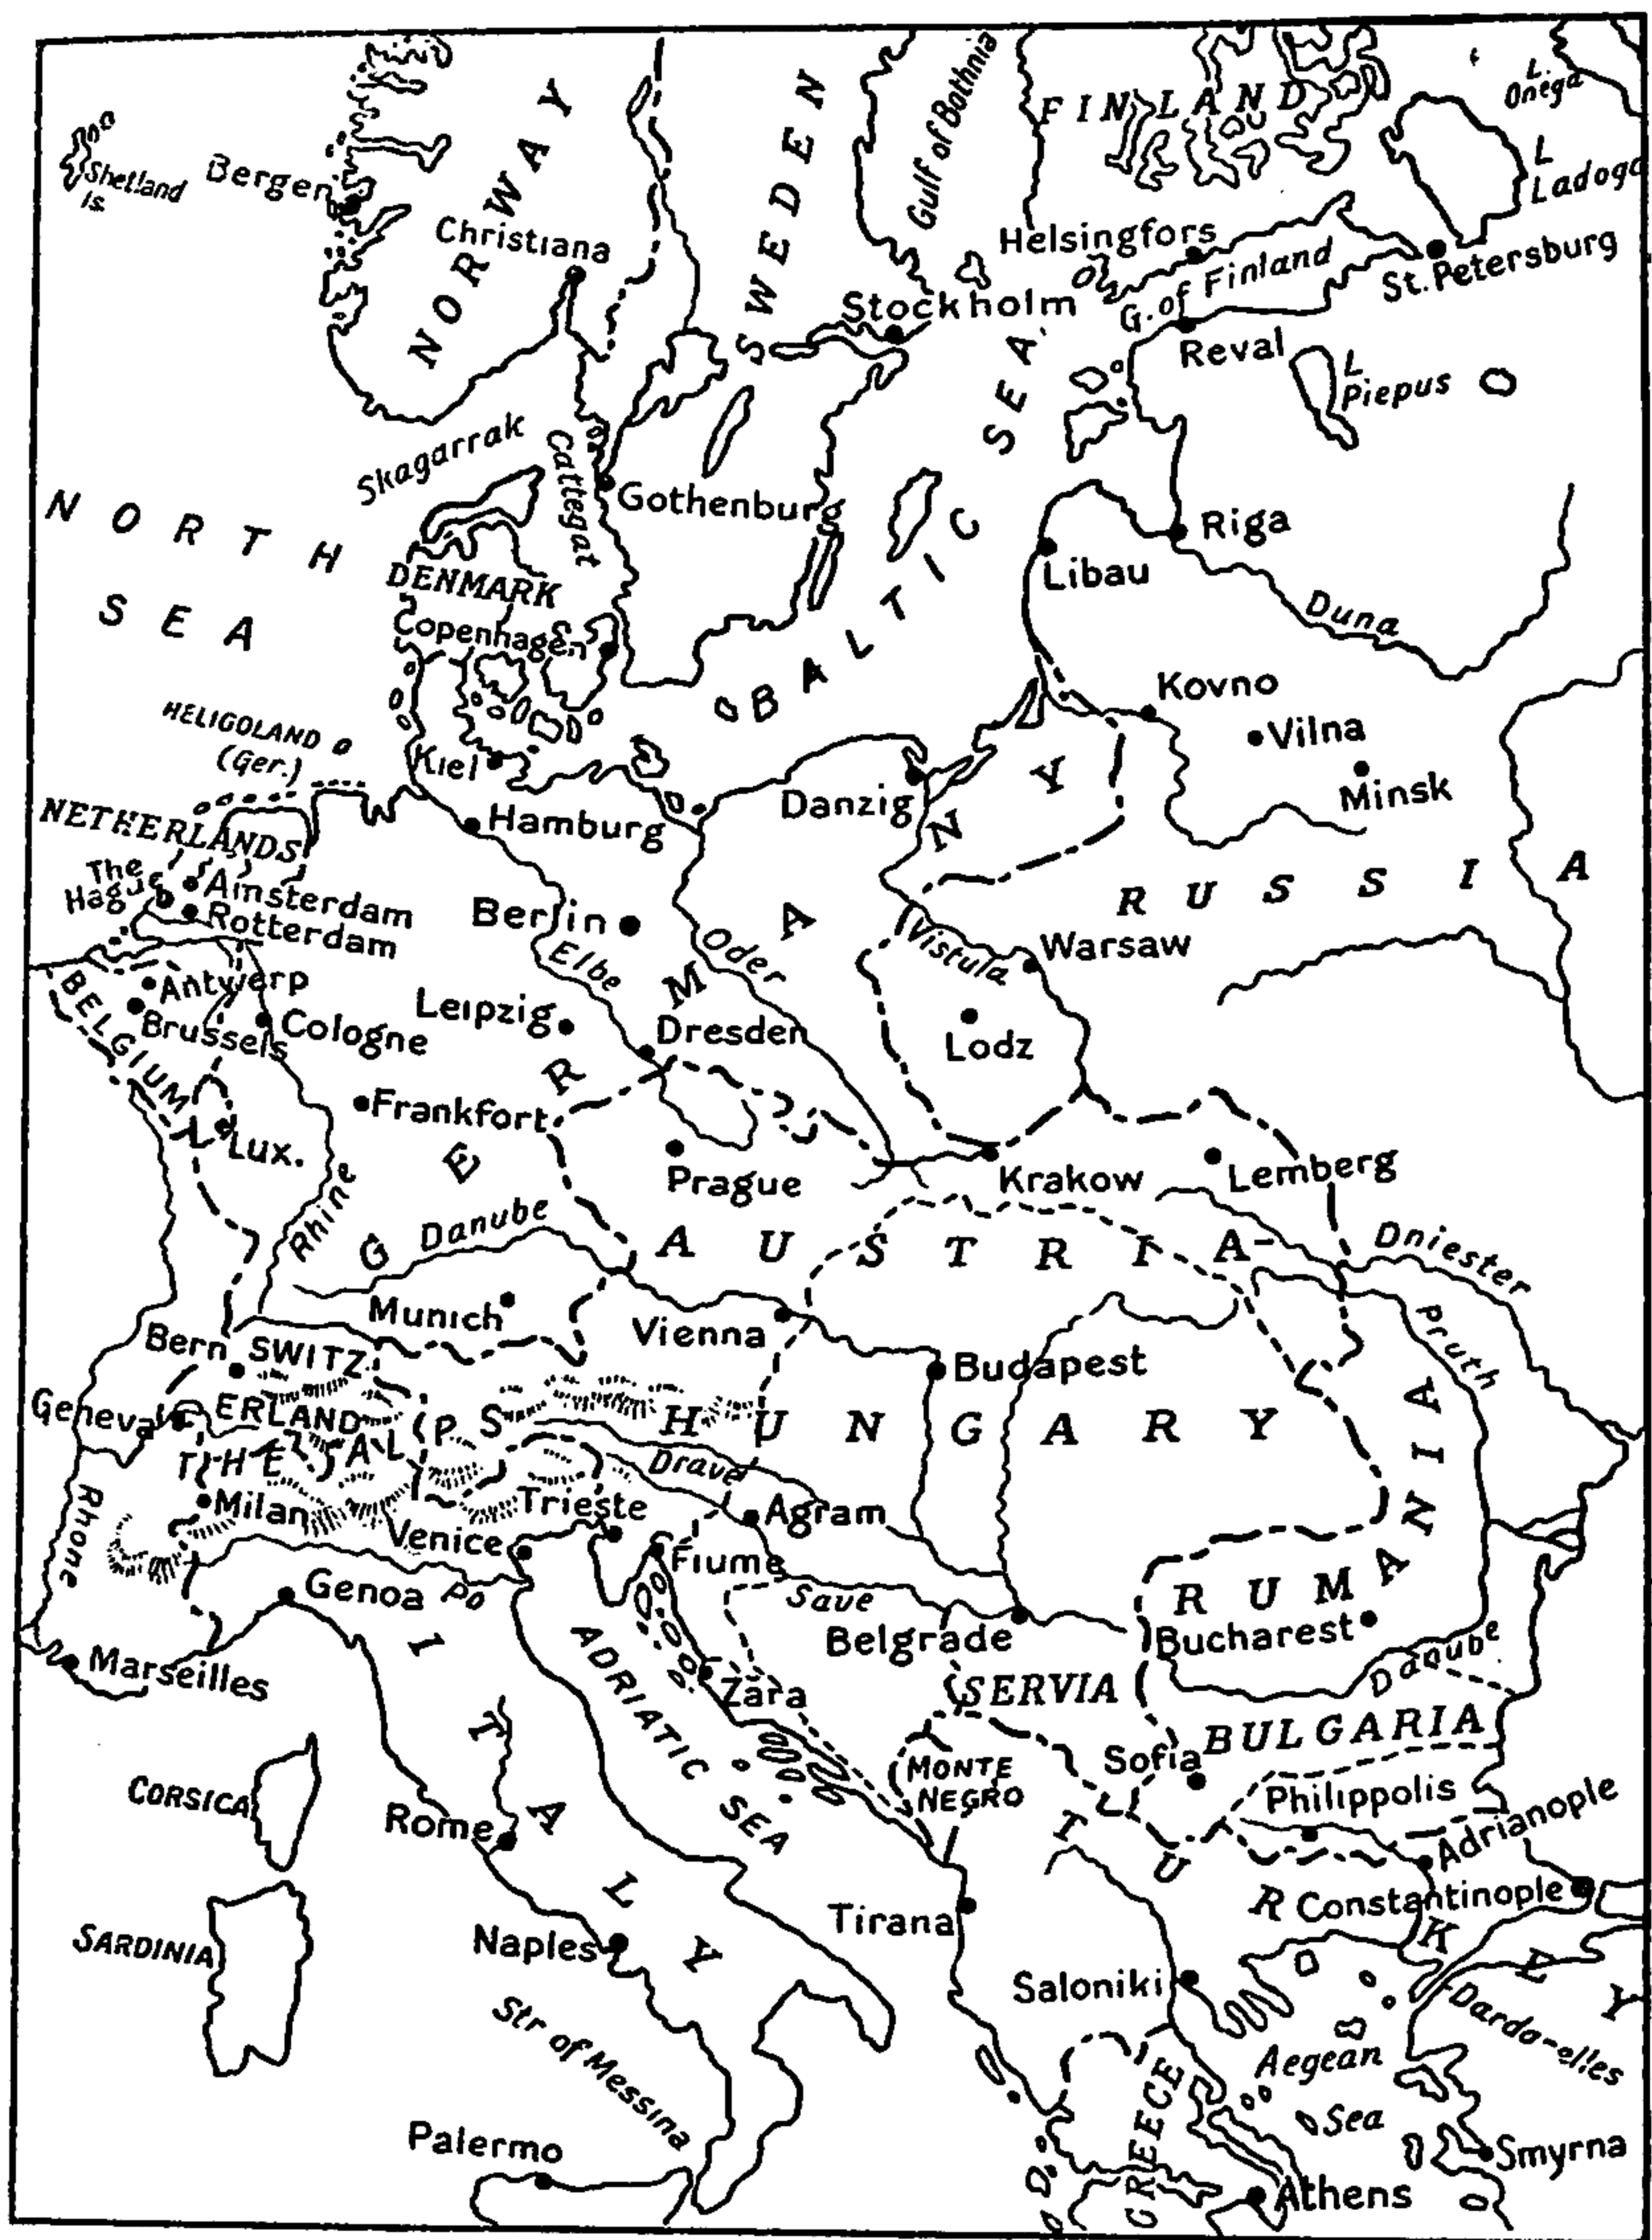 L. Onega
FINLAND
Gulf of Bothnia
SWEDEN
NORWAY
Shetland Is.
Bergen
L Ladoga
Christiana
Helsingfors
G. of Finland
St. Petersburg
Stockholm
Reval
L Piepus
Skagarrak
Cattegat
Gothenburg
NORTH SEA
BALTIC SEA
Riga
Libau
Duna
DENMARK
Copenhagen
HELIGOLAND
(Ger.)
Kiel
Kovno
Vilna
Minsk
NETHERLANDS
Hamburg
Danzig
The Hague
Amsterdam
Rotterdam
Berlin
RUSSIA
Elbe
Oder
Vistula
Warsaw
BELGIUM
Antwerp
Brussels
Cologne
Leipzig
Dresden
Lodz
GERMANY
Frankfort
Lux.
Prague
Krakow
Lemberg
Rhine
Danube
AUSTRIA-
HUNGARY
Dniester
Pruth
Munich
Vienna
Budapest
Bern
SWITZ.
ERLAND
Geneva
THE ALPS
Drave
Milan
Trieste
Agram
Venice
Rhone
Fiume
Genoa
Po
Save
RUMANIA
Belgrade
Bucharest
Danube
Marseilles
ITALY
ADRIATIC SEA
Zara
SERVIA
BULGARIA
Sofia
MONTE
NEGRO
Philippolis
Adrianople
CORSICA
Rome
TURKEY
Constantinople
Tirana
SARDINIA
Naples
Saloniki
Dardanelles
Str of Messina
Aegean
Sea
GREECE
Palermo
Smyrna
Athens